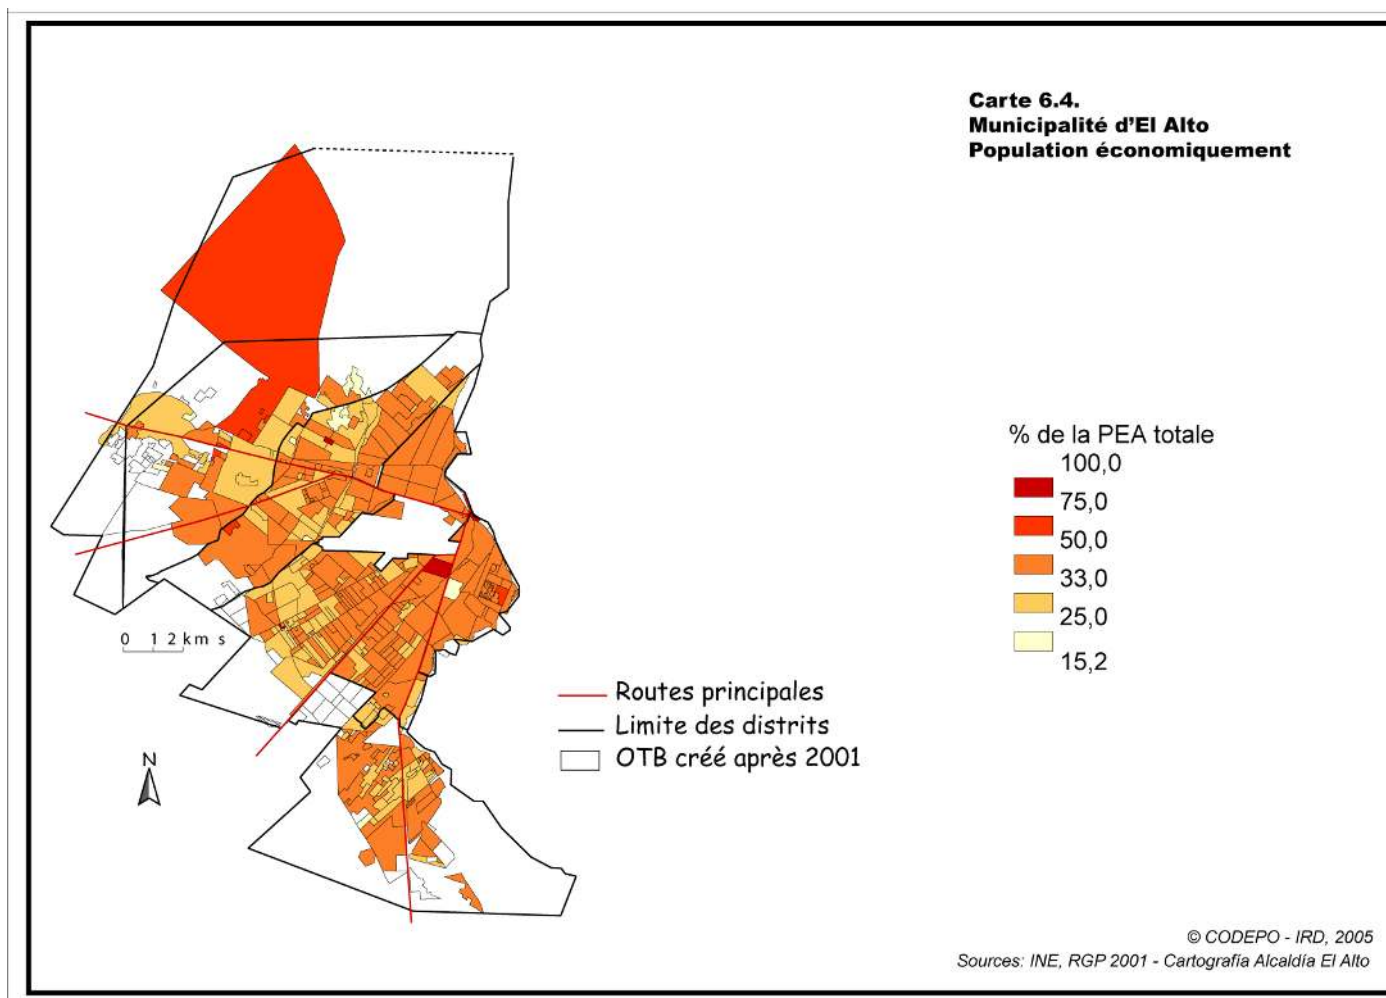 Carte 6.4.
Municipalité d'El Alto
Population économiquement
% de la PEA totale
100,0
75,0
50,0
33,0
25,0
15,2
0 1 2 km s
Routes principales
Limite des distrits
OTB créé après 2001
N
© CODEPO - IRD, 2005
Sources: INE, RGP 2001 - Cartografía Alcaldía El Alto